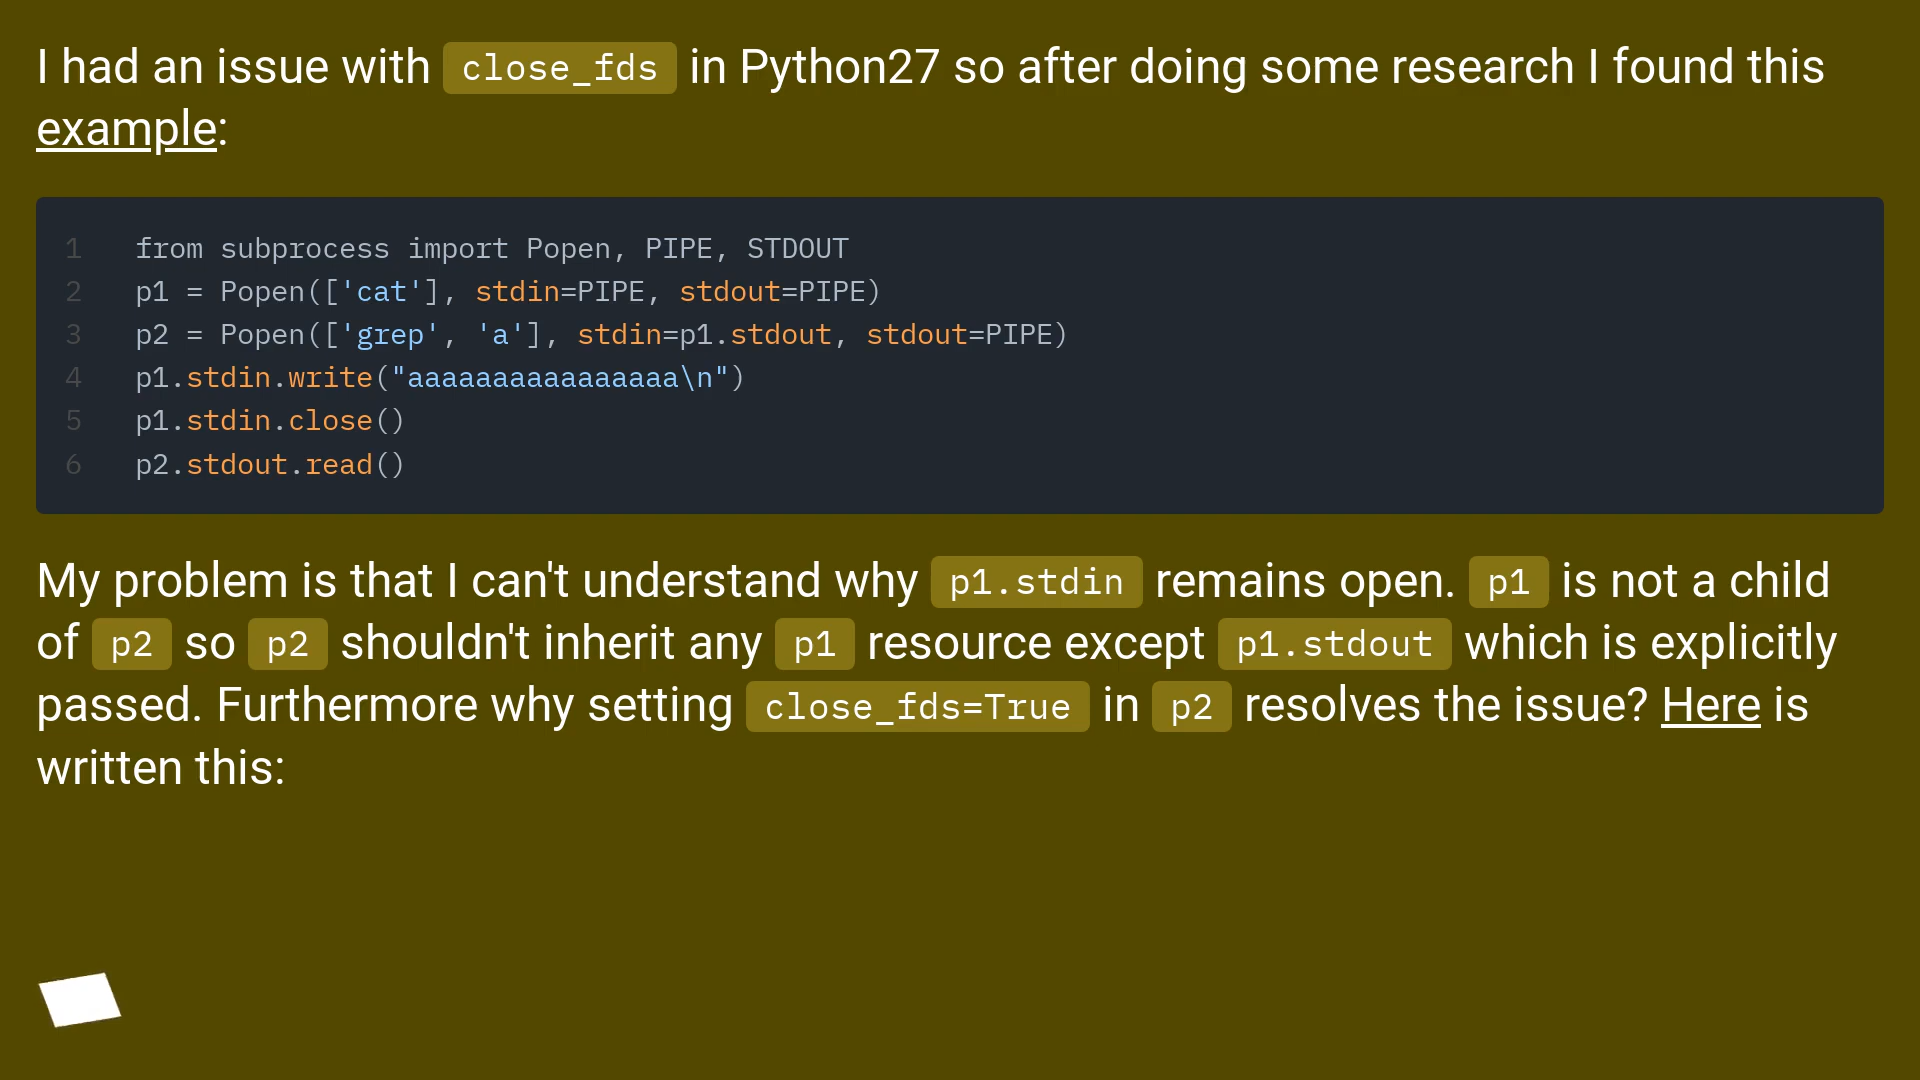 I had an issue with close_fds in Python27 so after doing some research I found this
example:
1 from subprocess import Popen, PIPE, STDOUT
2 p1 = Popen(['cat'], stdin=PIPE, stdout=PIPE)
3 p2 = Popen(['grep', 'a'], stdin=p1.stdout, stdout=PIPE)
4 p1.stdin.write("aaaaaaaaaaaaaaaa\n")
5 p1.stdin.close()
6 p2.stdout.read()
My problem is that I can't understand why p1.stdin remains open. p1 is not a child
of p2 so p2 shouldn't inherit any p1 resource except p1.stdout which is explicitly
passed. Furthermore why setting close_fds=True in p2 resolves the issue? Here is
written this: